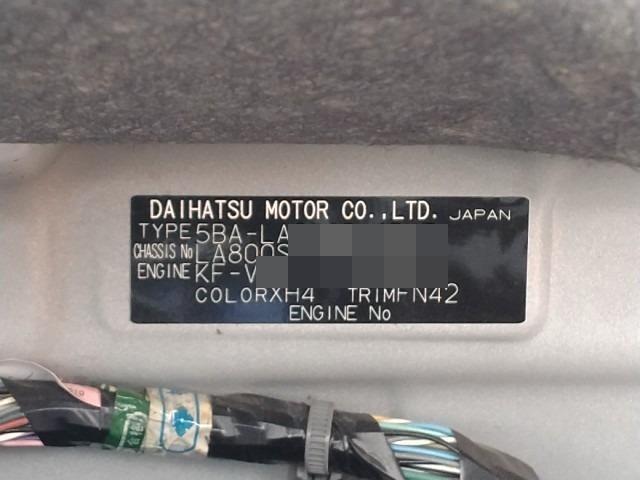 DAIHATSU MOTOR CO.,LTD. JAPAN
TYPE 5BA-LA
CHASSIS No LA800S
ENGINE KF-V
COLOR XH4 TRIM FN42
ENGINE No